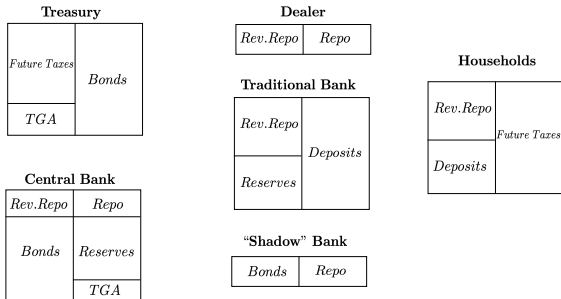 Treasury
Future Taxes
Bonds
TGA
Central Bank
Rev.Repo
Repo
Bonds
Reserves
TGA
Dealer
Rev.Repo
Repo
Traditional Bank
Rev.Repo
Deposits
Reserves
“Shadow” Bank
Bonds
Repo
Households
Rev.Repo
Future Taxes
Deposits